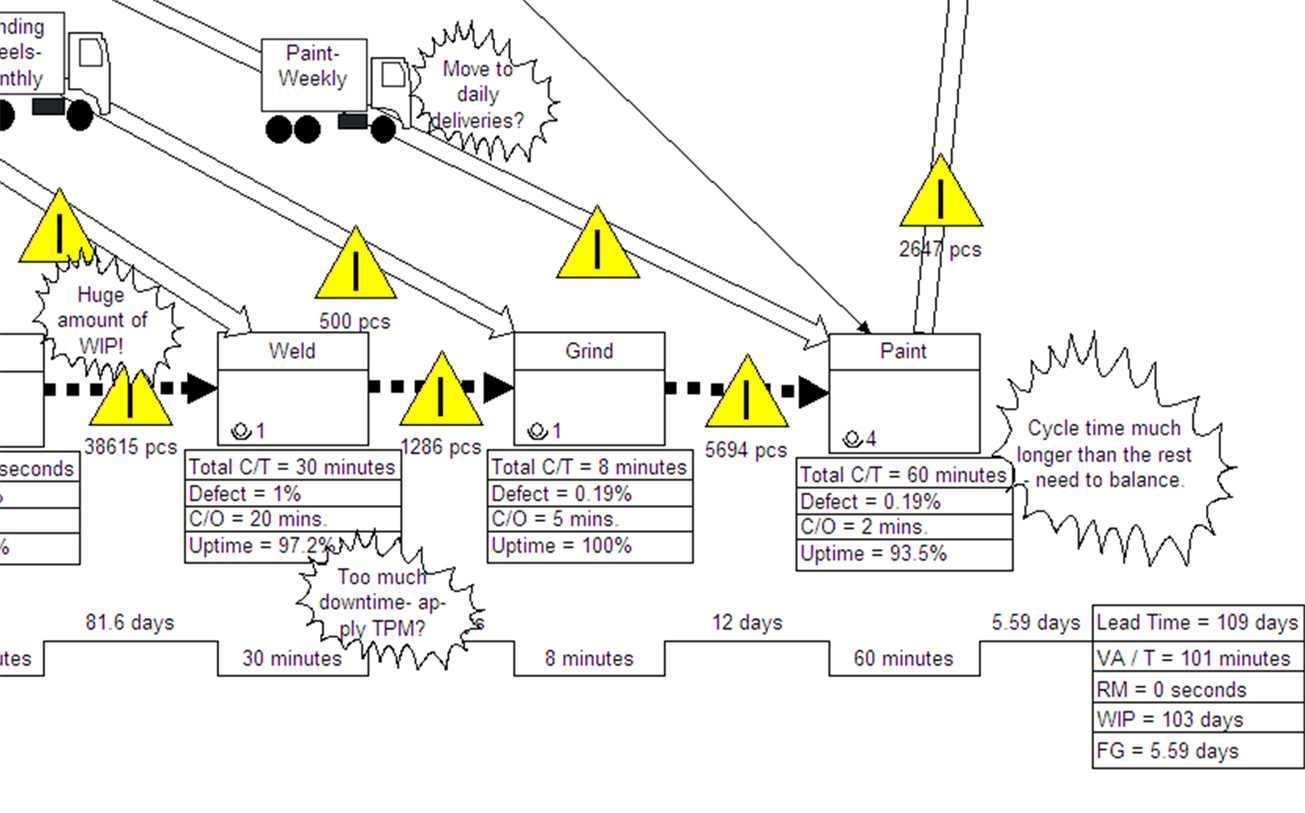 nding
eels-
nthly
Paint-
Weekly
Move to
daily
deliveries?
2647 pcs
Huge
amount of
WIP!
500 pcs
Weld
Grind
Paint
1
1
4
38615 pcs
1286 pcs
5694 pcs
seconds
%
Total C/T = 30 minutes
Defect = 1%
C/O = 20 mins.
Uptime = 97.2%
Total C/T = 8 minutes
Defect = 0.19%
C/O = 5 mins.
Uptime = 100%
Total C/T = 60 minutes
Defect = 0.19%
C/O = 2 mins.
Uptime = 93.5%
Cycle time much
longer than the rest
- need to balance.
Too much
downtime- ap-
ply TPM?
81.6 days
s
12 days
5.59 days
utes
30 minutes
8 minutes
60 minutes
Lead Time = 109 days
VA / T = 101 minutes
RM = 0 seconds
WIP = 103 days
FG = 5.59 days